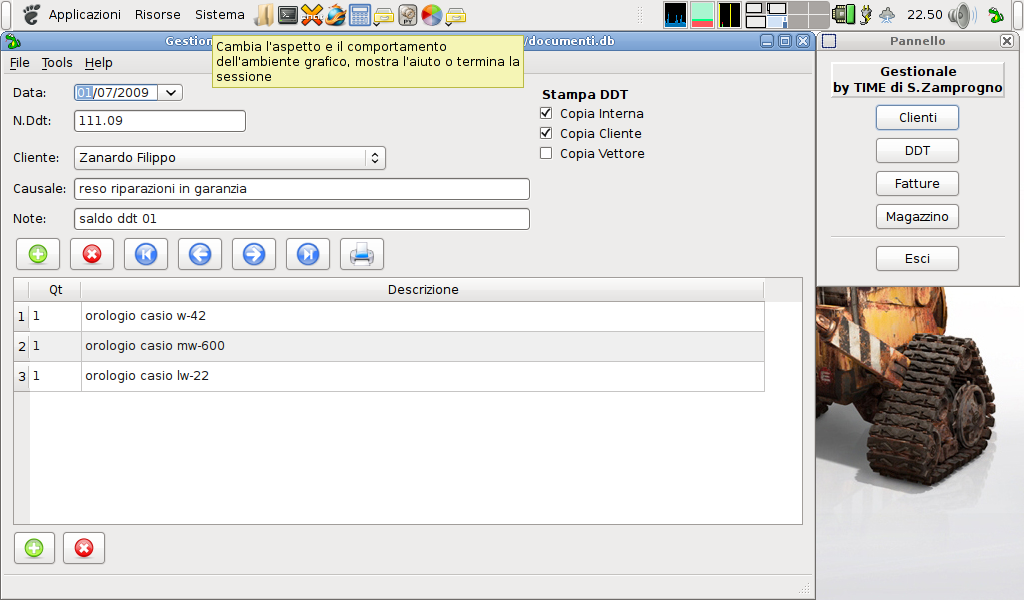 Applicazioni Risorse Sistema
22.50
Gestion
/documenti.db
Cambia l'aspetto e il comportamento
dell'ambiente grafico, mostra l'aiuto o termina la
sessione
File Tools Help
Data: 01/07/2009
N.Ddt: 111.09
Cliente: Zanardo Filippo
Causale: reso riparazioni in garanzia
Note: saldo ddt 01
Stampa DDT
Copia Interna
Copia Cliente
Copia Vettore
Qt Descrizione
1 1 orologio casio w-42
2 1 orologio casio mw-600
3 1 orologio casio lw-22
Pannello
Gestionale
by TIME di S.Zamprogno
Clienti
DDT
Fatture
Magazzino
Esci